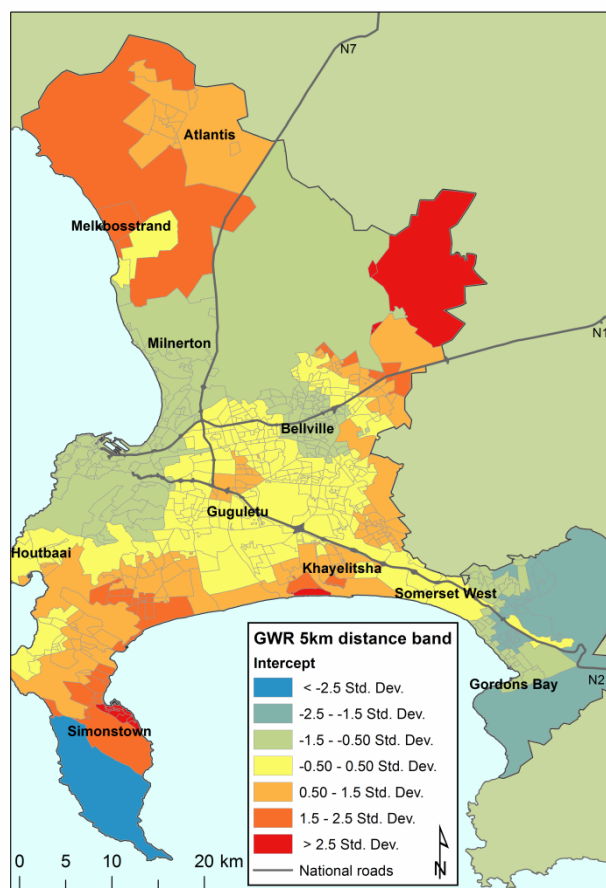 N7
Atlantis
Melkbosstrand
N1
Milnerton
Bellville
Guguletu
Houtbaai
Khayelitsha
Somerset West
GWR 5km distance band
Intercept
< -2.5 Std. Dev.
-2.5 - -1.5 Std. Dev.
-1.5 - -0.50 Std. Dev.
-0.50 - 0.50 Std. Dev.
0.50 - 1.5 Std. Dev.
1.5 - 2.5 Std. Dev.
> 2.5 Std. Dev.
National roads
N
N2
Gordons Bay
Simonstown
0 5 10 20 km